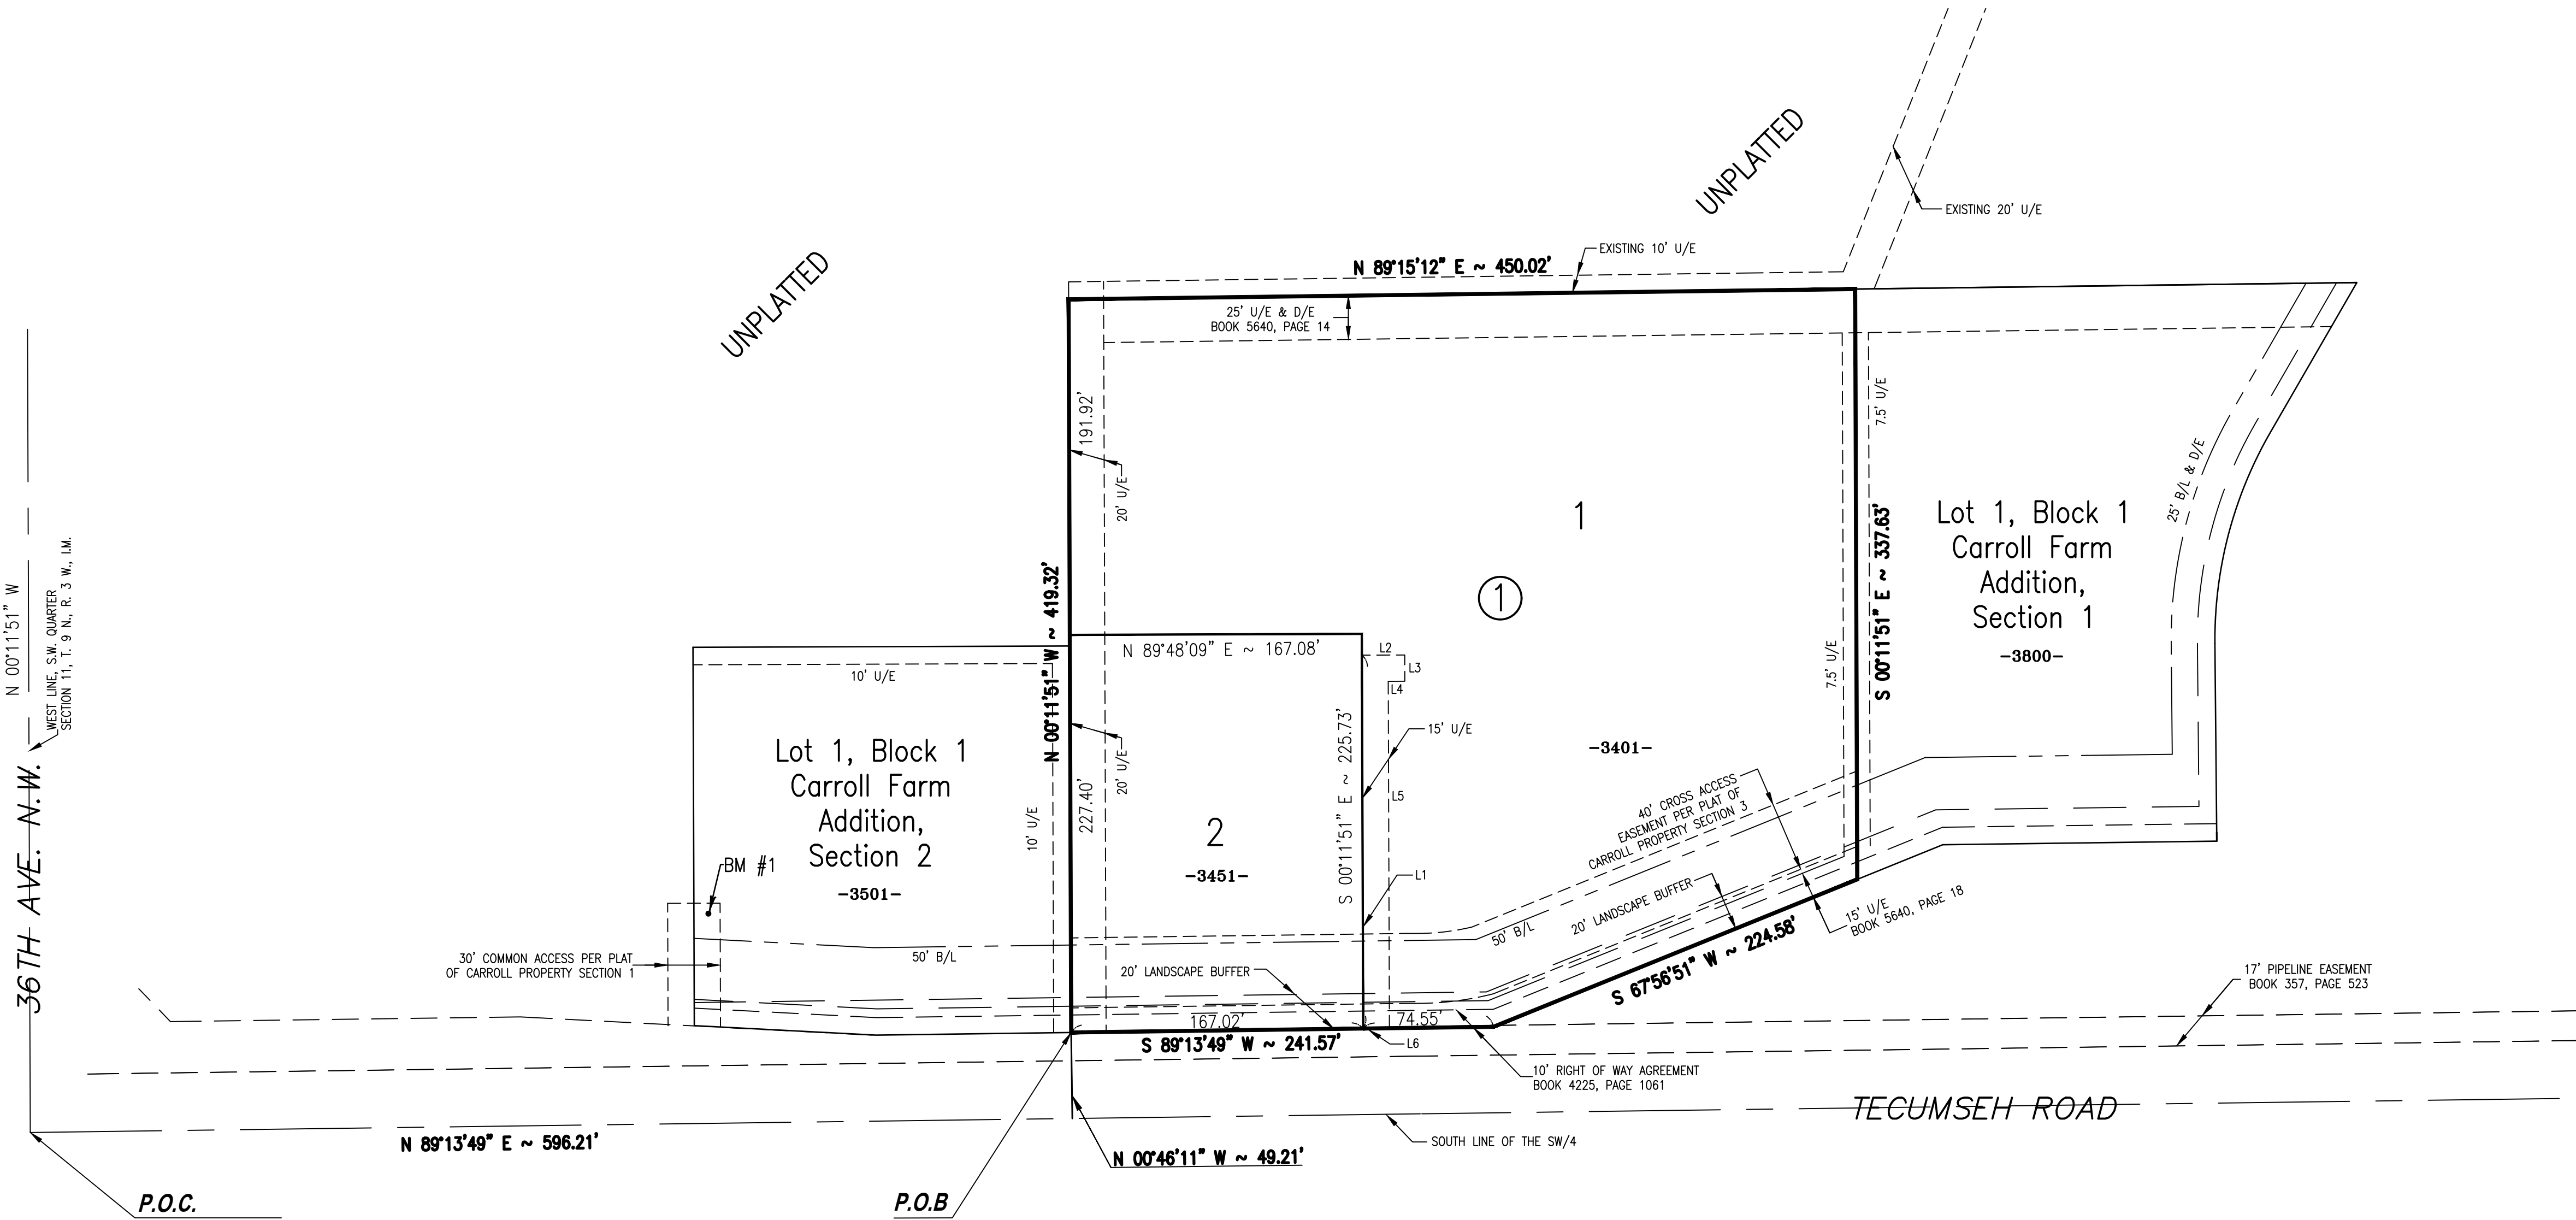 UNPLATTED
EXISTING 20' U/E
EXISTING 10' U/E
N 89°15'12" E ~ 450.02'
UNPLATTED
25' U/E & D/E
BOOK 5640, PAGE 14
191.92'
20' U/E
7.5' U/E
25' B/L & D/E
1
1
Lot 1, Block 1
Carroll Farm
Addition,
Section 1
-3800-
S 00°11'51" E ~ 337.63'
7.5' U/E
N 00°11'51" W
WEST LINE, S.W. QUARTER
SECTION 11, T. 9 N., R. 3 W., I.M.
36TH AVE. N.W.
N 00°11'51" W ~ 419.32'
N 89°48'09" E ~ 167.08'
L2
L3
L4
10' U/E
S 00°11'51" E ~ 225.73'
15' U/E
-3401-
Lot 1, Block 1
Carroll Farm
Addition,
Section 2
-3501-
10' U/E
227.40'
20' U/E
L5
40' CROSS ACCESS
EASEMENT PER PLAT OF
CARROLL PROPERTY SECTION 3
2
-3451-
BM #1
L1
20' LANDSCAPE BUFFER
15' U/E
BOOK 5640, PAGE 18
50' B/L
30' COMMON ACCESS PER PLAT
OF CARROLL PROPERTY SECTION 1
50' B/L
20' LANDSCAPE BUFFER
S 67°56'51" W ~ 224.58'
17' PIPELINE EASEMENT
BOOK 357, PAGE 523
167.02'
74.55'
S 89°13'49" W ~ 241.57'
L6
10' RIGHT OF WAY AGREEMENT
BOOK 4225, PAGE 1061
TECUMSEH ROAD
N 89°13'49" E ~ 596.21'
SOUTH LINE OF THE SW/4
N 00°46'11" W ~ 49.21'
P.O.C.
P.O.B